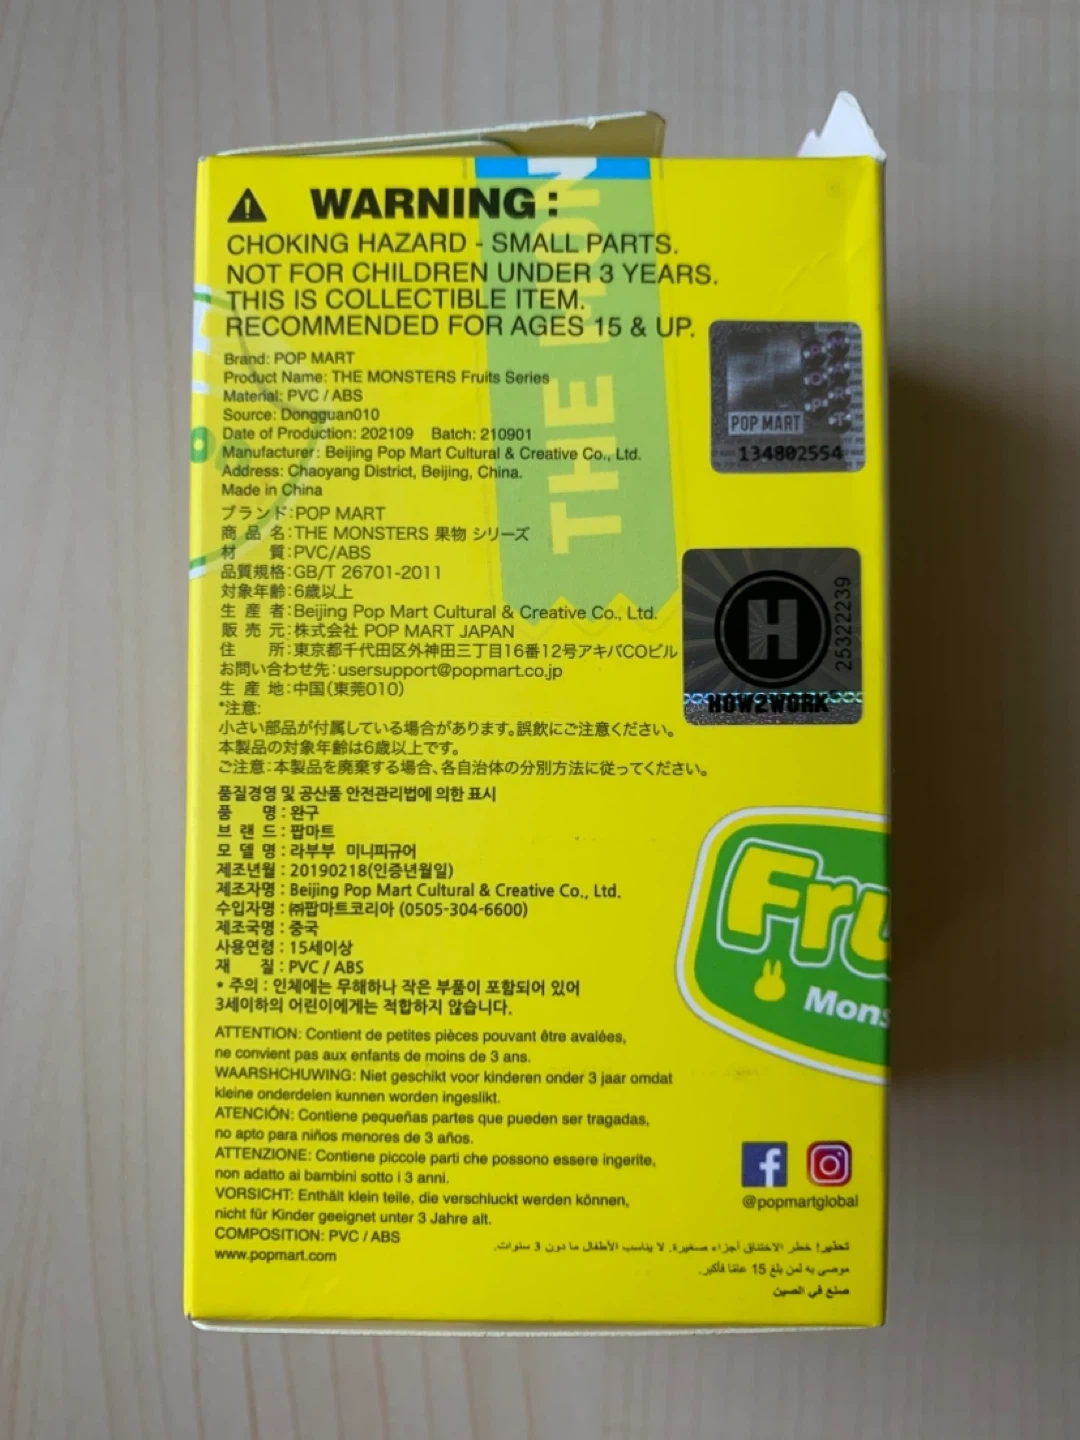 WARNING :
CHOKING HAZARD - SMALL PARTS.
NOT FOR CHILDREN UNDER 3 YEARS.
THIS IS COLLECTIBLE ITEM.
RECOMMENDED FOR AGES 15 & UP.
THE MON
Brand: POP MART
Product Name: THE MONSTERS Fruits Series
Material: PVC / ABS
Source: Dongguan010
Date of Production: 202109 Batch: 210901
Manufacturer: Beijing Pop Mart Cultural & Creative Co., Ltd.
Address: Chaoyang District, Beijing, China.
Made in China
POP MART
134802554
ブランド:POP MART
商 品 名:THE MONSTERS 果物 シリーズ
材 質:PVC/ABS
品質規格:GB/T 26701-2011
対象年齢:6歳以上
生 産 者:Beijing Pop Mart Cultural & Creative Co., Ltd.
販 売 元:株式会社 POP MART JAPAN
住 所:東京都千代田区外神田三丁目16番12号アキバCOビル
お問い合わせ先:usersupport@popmart.co.jp
生 産 地:中国(東莞010)
*注意:
小さい部品が付属している場合があります。誤飲にご注意ください。
本製品の対象年齢は6歳以上です。
ご注意:本製品を廃棄する場合、各自治体の分別方法に従ってください。
H
25322239
HOW2WORK
품질경영 및 공산품 안전관리법에 의한 표시
품 명 : 완구
브 랜 드 : 팝마트
모 델 명 : 라부부 미니피규어
제조년월 : 20190218(인증년월일)
제조자명 : Beijing Pop Mart Cultural & Creative Co., Ltd.
수입자명 : ㈜팝마트코리아 (0505-304-6600)
제조국명 : 중국
사용연령 : 15세이상
재 질 : PVC / ABS
* 주의 : 인체에는 무해하나 작은 부품이 포함되어 있어
3세이하의 어린이에게는 적합하지 않습니다.
Fru
Mons
ATTENTION: Contient de petites pièces pouvant être avalées,
ne convient pas aux enfants de moins de 3 ans.
WAARSHCHUWING: Niet geschikt voor kinderen onder 3 jaar omdat
kleine onderdelen kunnen worden ingeslikt.
ATENCIÓN: Contiene pequeñas partes que pueden ser tragadas,
no apto para niños menores de 3 años.
ATTENZIONE: Contiene piccole parti che possono essere ingerite,
non adatto ai bambini sotto i 3 anni.
VORSICHT: Enthält klein teile, die verschluckt werden können,
nicht für Kinder geeignet unter 3 Jahre alt.
COMPOSITION: PVC / ABS
www.popmart.com
@popmartglobal
تحذير! خطر الاختناق أجزاء صغيرة. لا يناسب الأطفال ما دون 3 سنوات.
موصى به لمن بلغ 15 عامًا فأكبر.
صنع في الصين